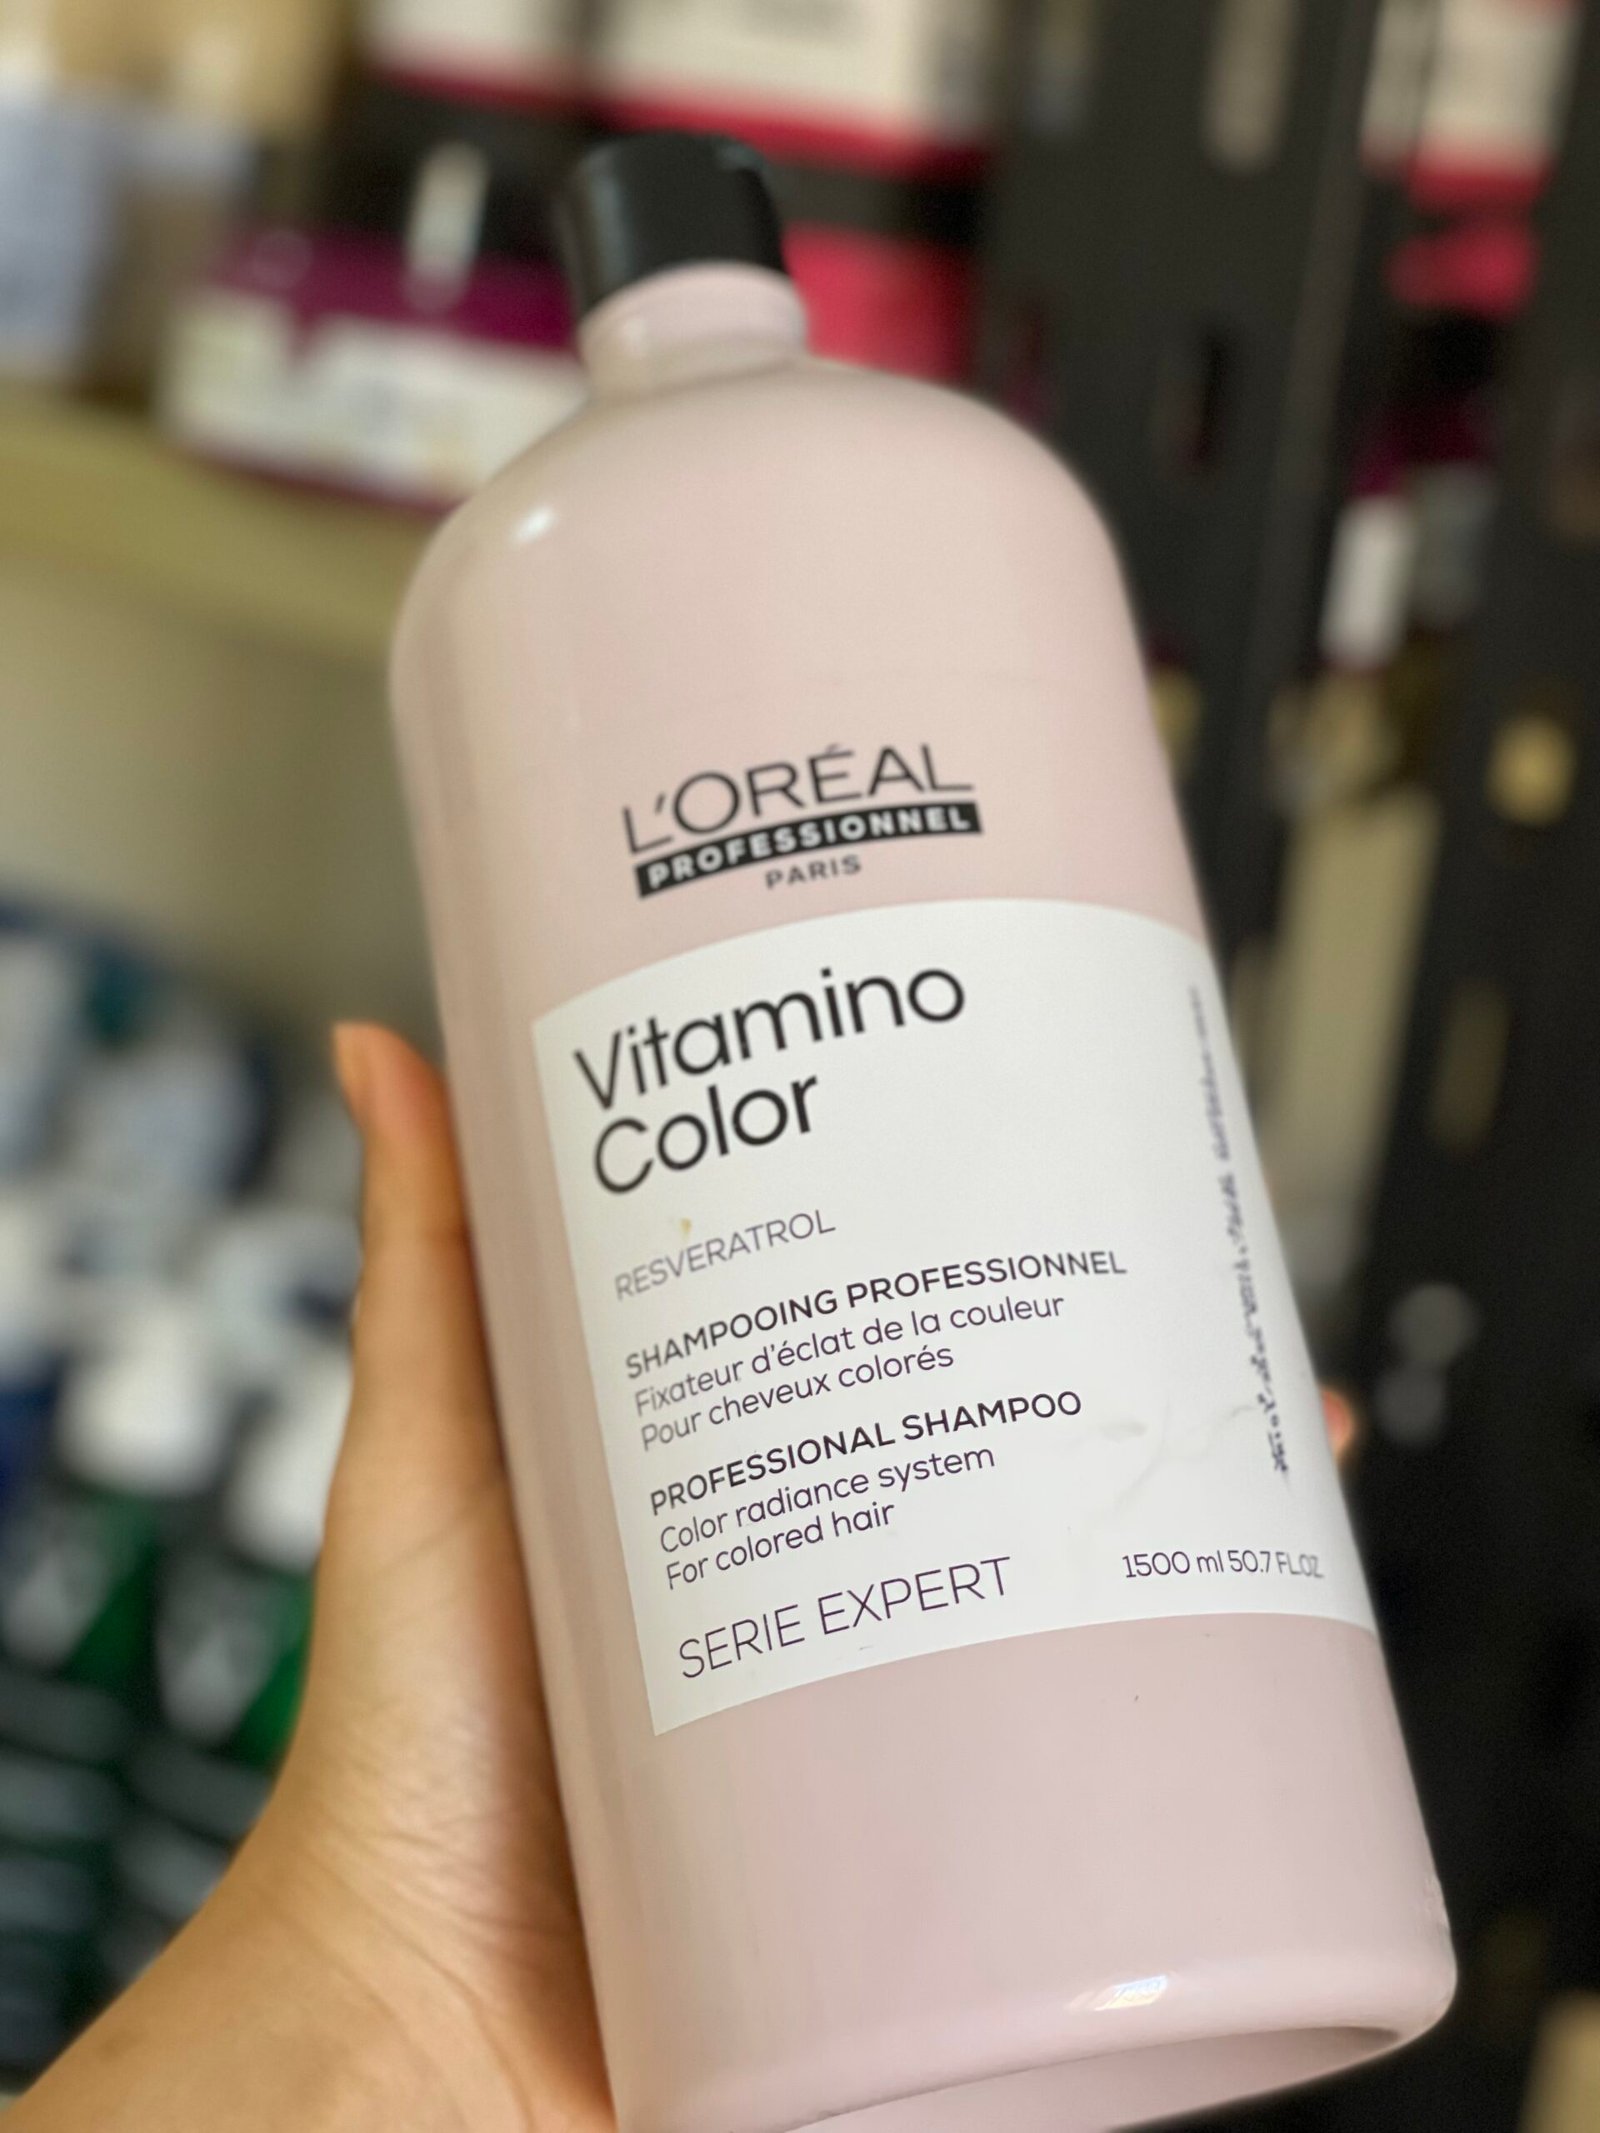 L'ORÉAL
PROFESSIONNEL
PARIS
Vitamino
Color
RESVERATROL
SHAMPOOING PROFESSIONNEL
Fixateur d'éclat de la couleur
Pour cheveux colorés
PROFESSIONAL SHAMPOO
Color radiance system
For colored hair
SERIE EXPERT
1500 ml 50.7 FL.OZ